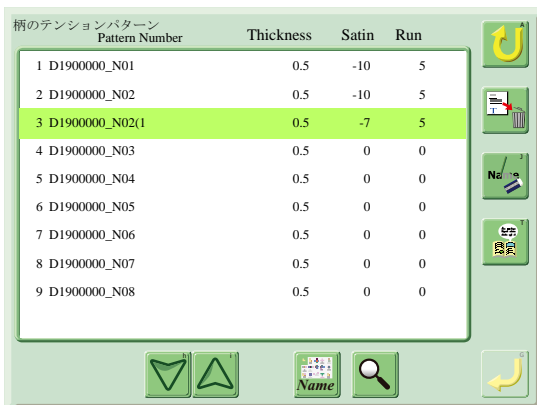 柄のテンションパターン
Pattern Number Thickness Satin Run
1 D1900000_N01 0.5 -10 5
2 D1900000_N02 0.5 -10 5
3 D1900000_N02(1 0.5 -7 5
4 D1900000_N03 0.5 0 0
5 D1900000_N04 0.5 0 0
6 D1900000_N05 0.5 0 0
7 D1900000_N06 0.5 0 0
8 D1900000_N07 0.5 0 0
9 D1900000_N08 0.5 0 0
A
T
J
Name
T
h
i
Name
G